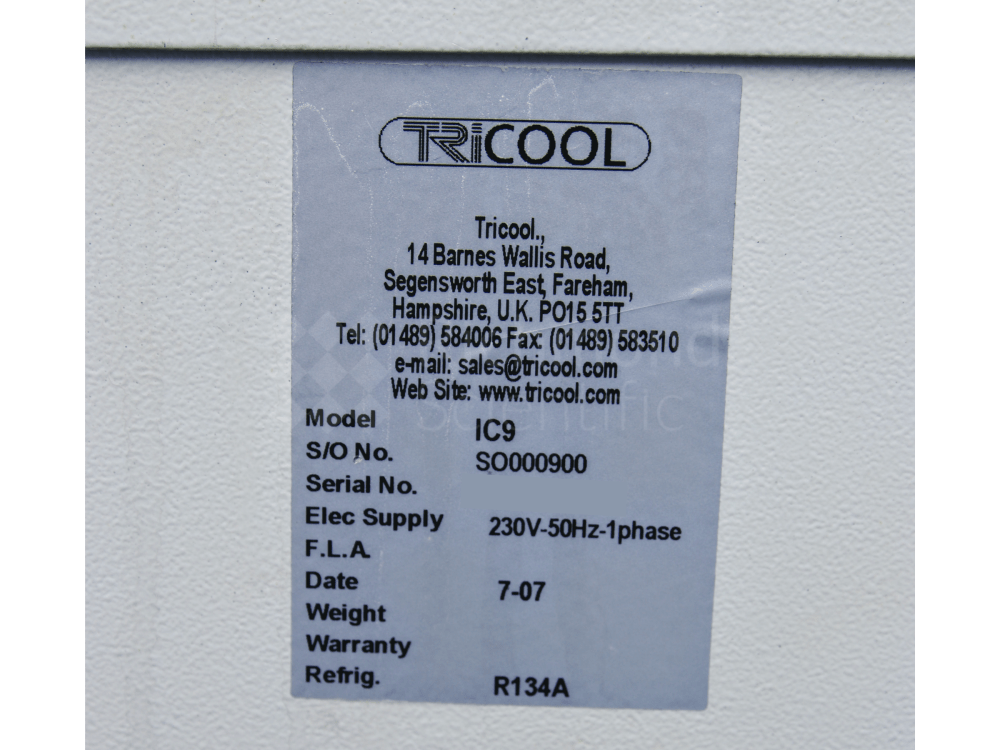 TRiCOOL
Tricool.,
14 Barnes Wallis Road,
Segensworth East, Fareham,
Hampshire, U.K. PO15 5TT
Tel: (01489) 584006 Fax: (01489) 583510
e-mail: sales@tricool.com
Web Site: www.tricool.com
Model IC9
S/O No. SO000900
Serial No.
Elec Supply 230V-50Hz-1phase
F.L.A.
Date 7-07
Weight
Warranty
Refrig. R134A
Scientific